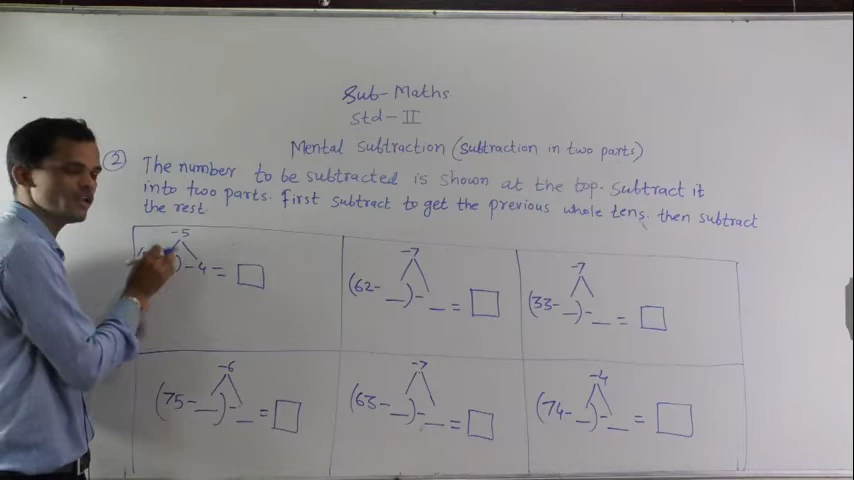 Sub-Maths.
Std-II
Mental Subtraction (subtraction in two parts)
② The number to be subtracted is shown at the top. Subtract it
into two parts. First subtract to get the previous whole tens. then subtract
the rest.
-5
) - 4 = □
-7
(62- __) - __ = □
-7
(33- __) - __ = □
-6
(75- __) - __ = □
-7
(63- __) - __ = □
-4
(74- __) - __ = □